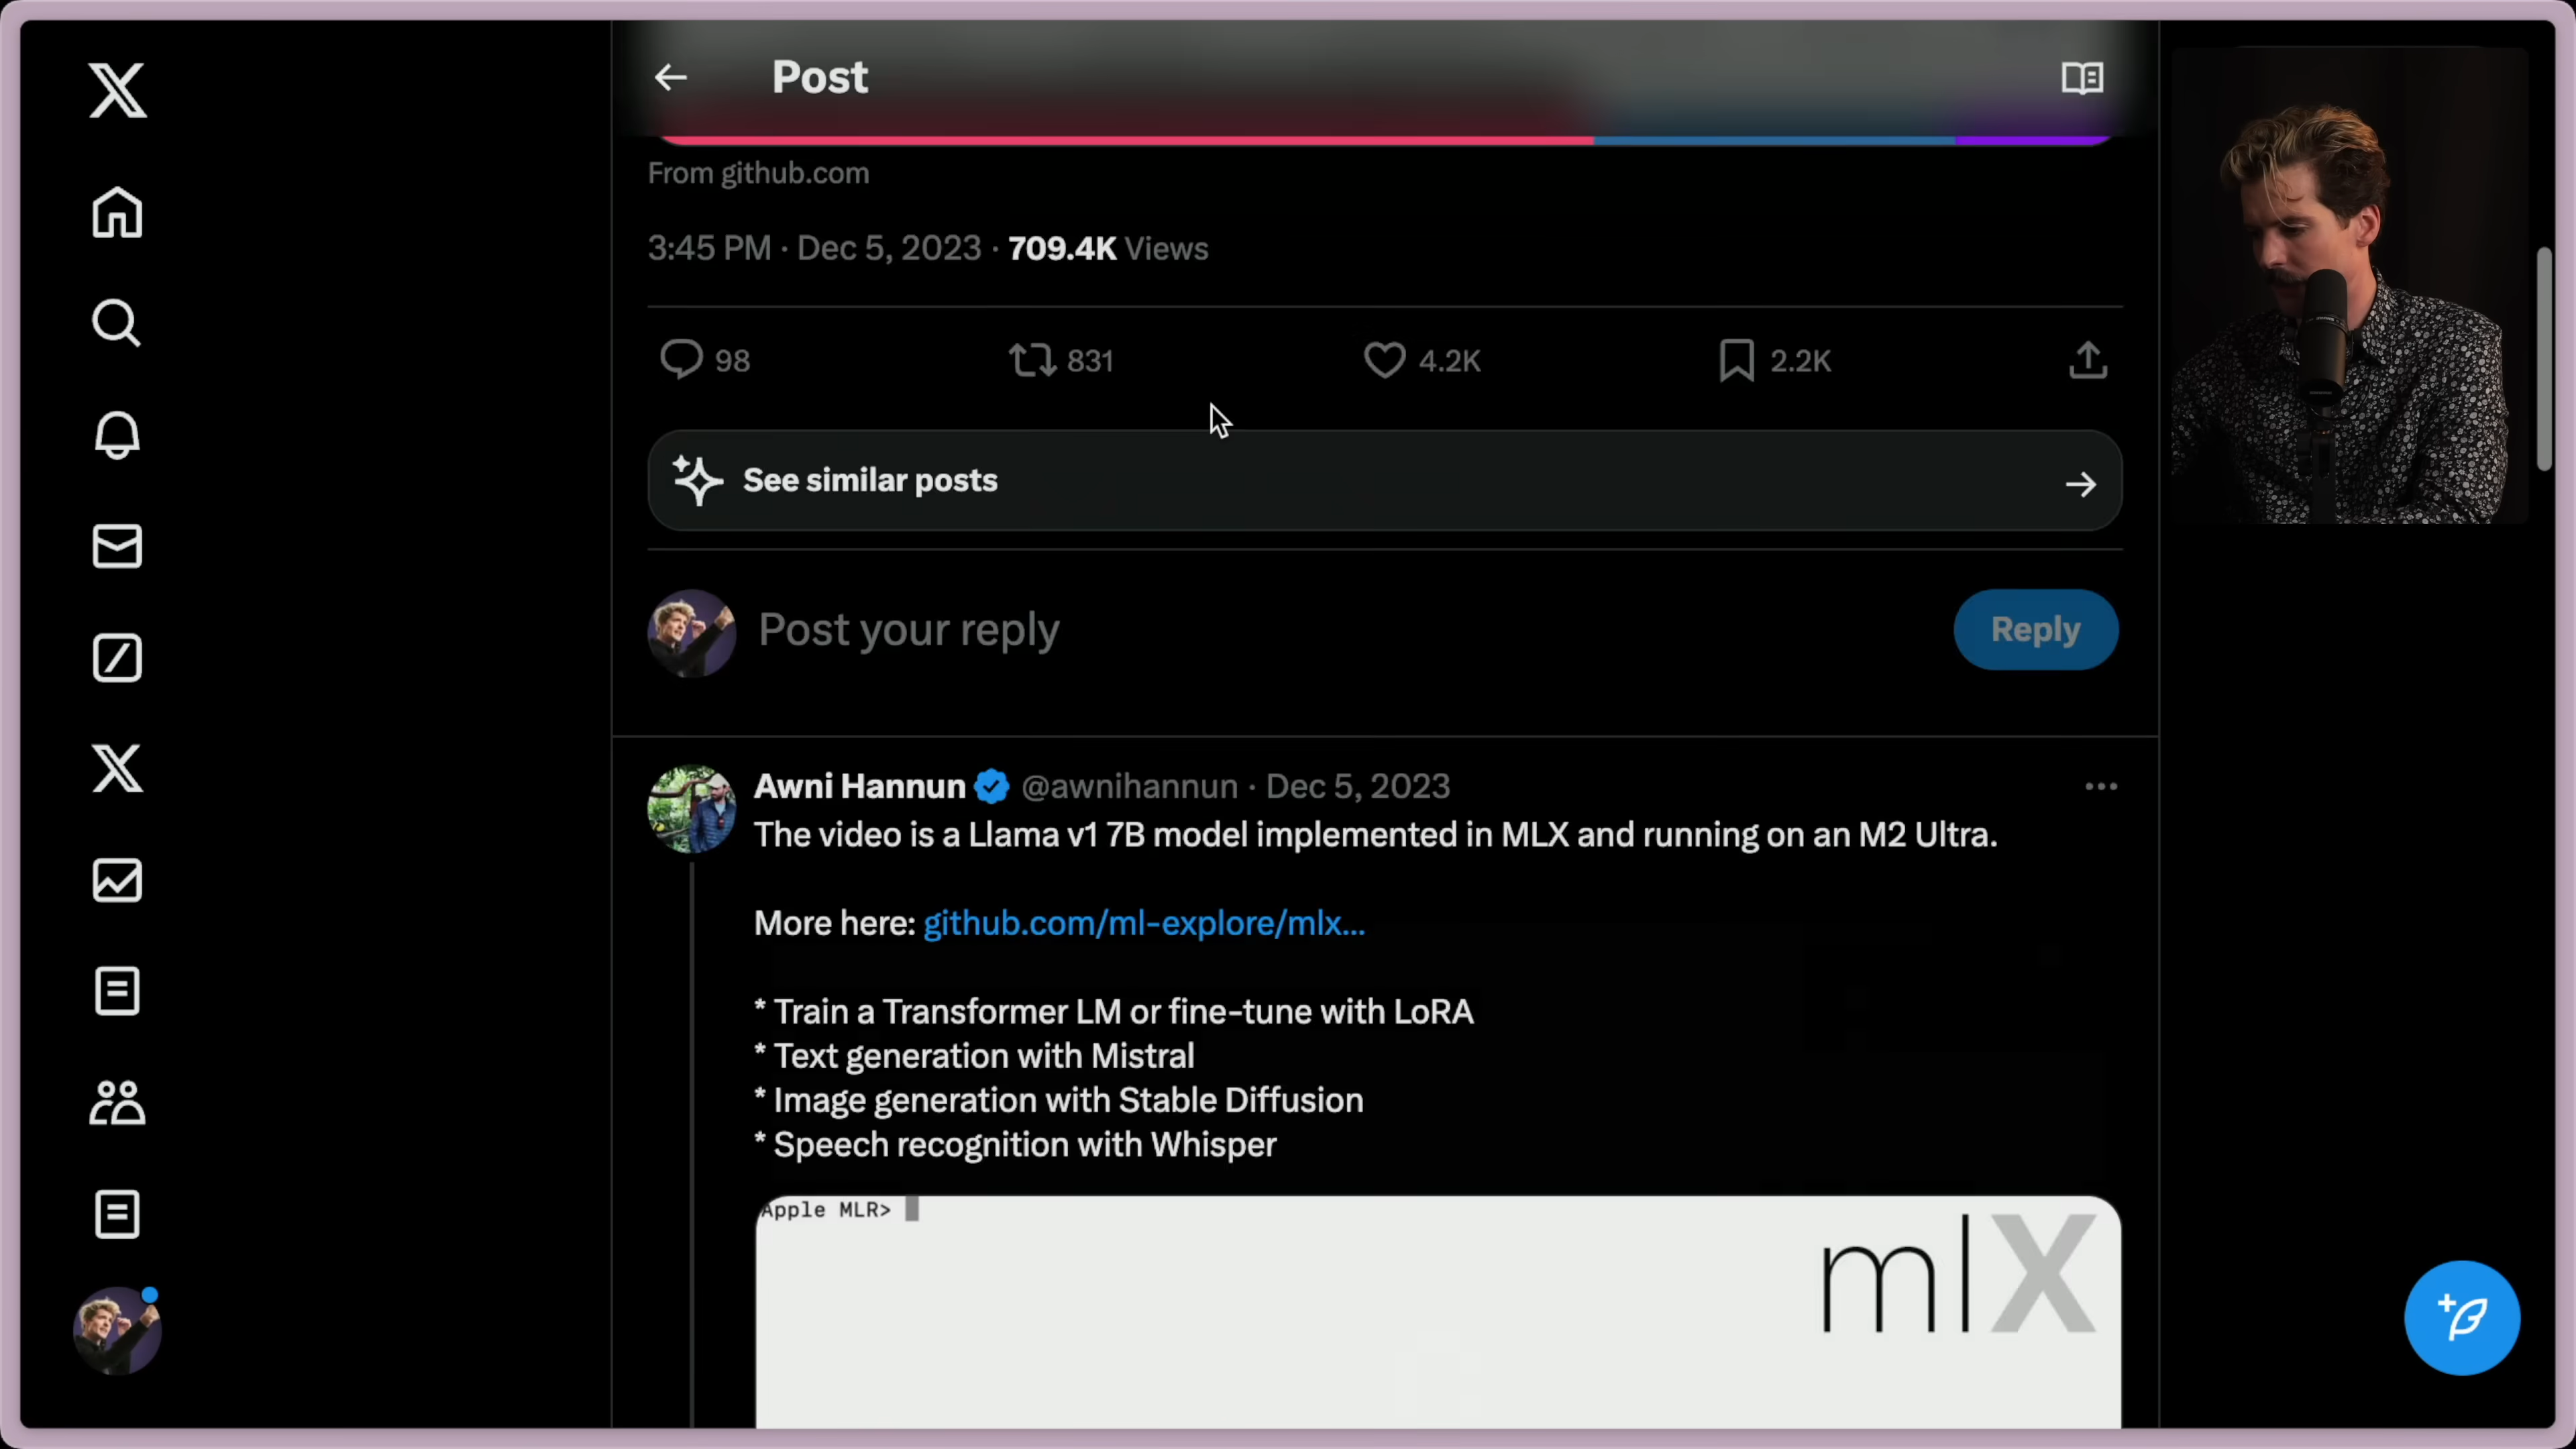 Post
From github.com
3:45 PM · Dec 5, 2023 · 709.4K Views
98
831
4.2K
2.2K
See similar posts
Post your reply
Reply
Awni Hannun @awnihannun · Dec 5, 2023
The video is a Llama v1 7B model implemented in MLX and running on an M2 Ultra.
More here: github.com/ml-explore/mlx...
* Train a Transformer LM or fine-tune with LoRA
* Text generation with Mistral
* Image generation with Stable Diffusion
* Speech recognition with Whisper
Apple MLR>
mlX